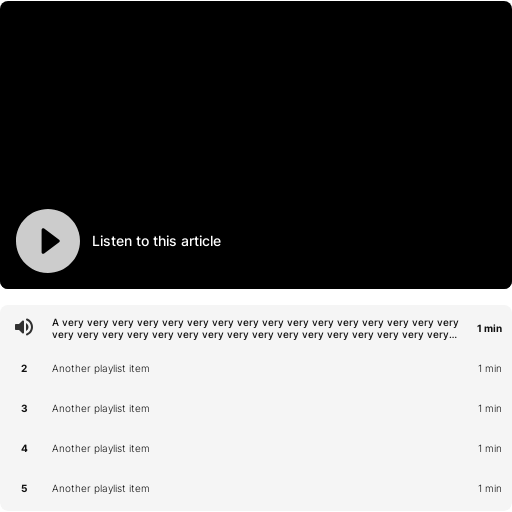 Listen to this article
A very very very very very very very very very very very very very very very very
very very very very very very very very very very very very very very very very...
1 min
2 Another playlist item 1 min
3 Another playlist item 1 min
4 Another playlist item 1 min
5 Another playlist item 1 min